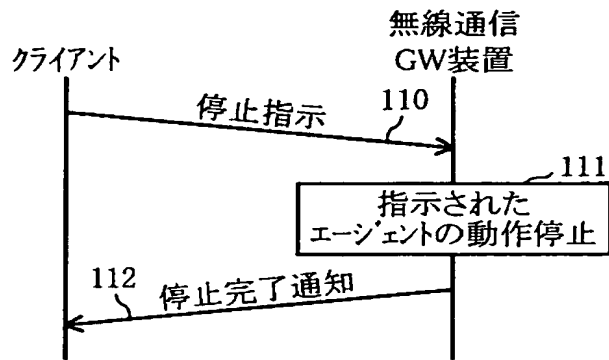 クライアント
無線通信
GW装置
停止指示
110
111
指示された
エージェントの動作停止
112
停止完了通知